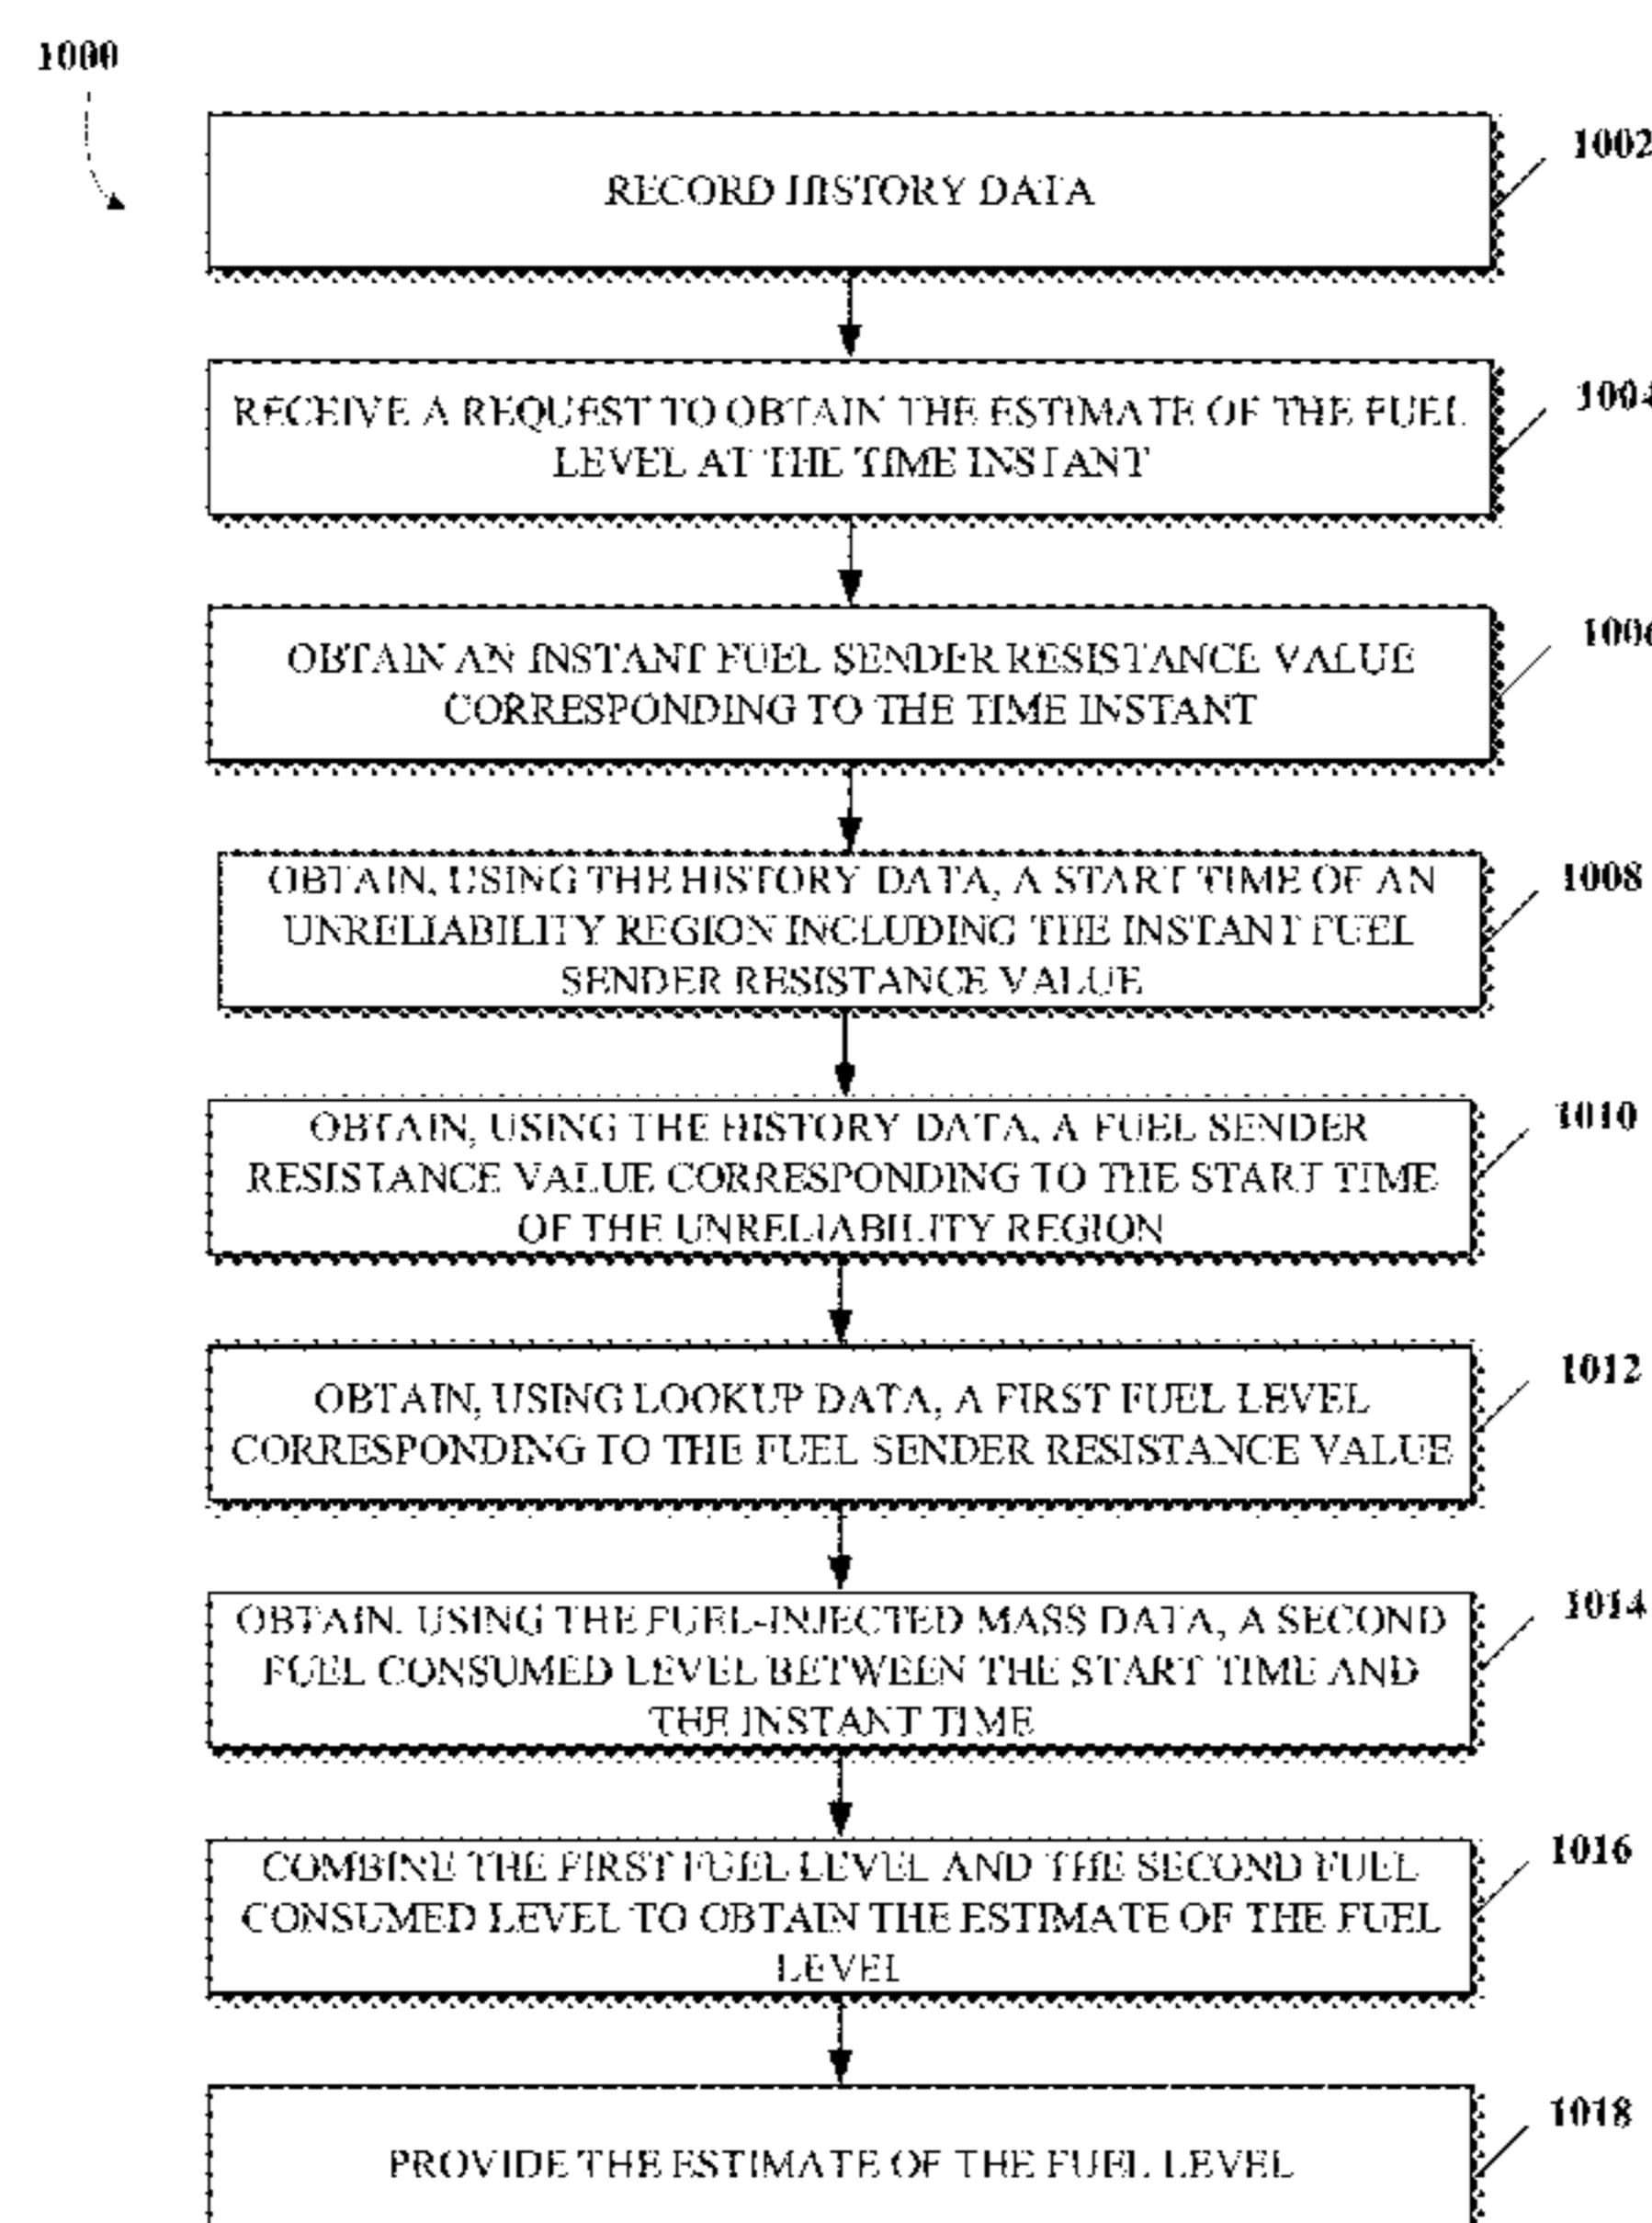 1000
RECORD HISTORY DATA
1002
RECEIVE A REQUEST TO OBTAIN THE ESTIMATE OF THE FUEL
LEVEL AT THE TIME INSTANT
1004
OBTAIN AN INSTANT FUEL SENDER RESISTANCE VALUE
CORRESPONDING TO THE TIME INSTANT
1006
OBTAIN, USING THE HISTORY DATA, A START TIME OF AN
UNRELIABILITY REGION INCLUDING THE INSTANT FUEL
SENDER RESISTANCE VALUE
1008
OBTAIN, USING THE HISTORY DATA, A FUEL SENDER
RESISTANCE VALUE CORRESPONDING TO THE START TIME
OF THE UNRELIABILITY REGION
1010
OBTAIN, USING LOOKUP DATA, A FIRST FUEL LEVEL
CORRESPONDING TO THE FUEL SENDER RESISTANCE VALUE
1012
OBTAIN, USING THE FUEL-INJECTED MASS DATA, A SECOND
FUEL CONSUMED LEVEL BETWEEN THE START TIME AND
THE INSTANT TIME
1014
COMBINE THE FIRST FUEL LEVEL AND THE SECOND FUEL
CONSUMED LEVEL TO OBTAIN THE ESTIMATE OF THE FUEL
LEVEL
1016
PROVIDE THE ESTIMATE OF THE FUEL LEVEL
1018